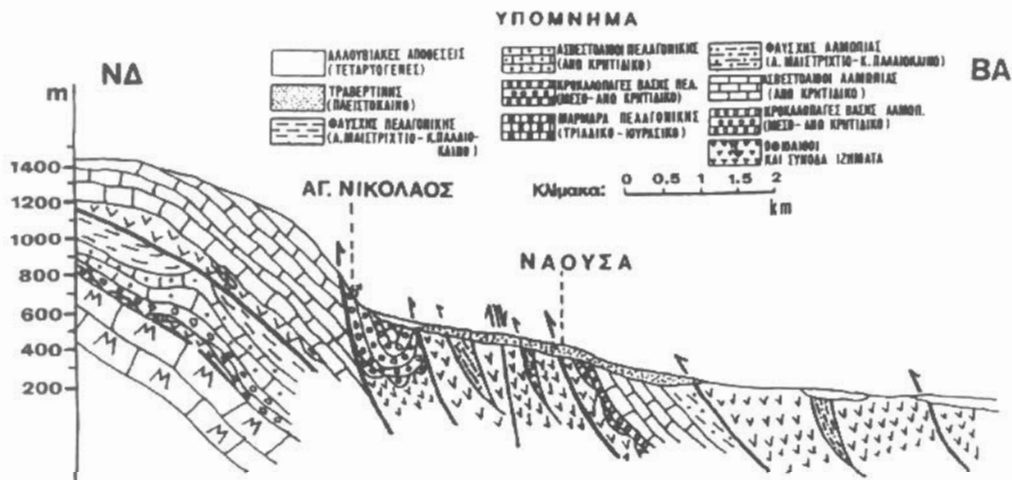 ΥΠΟΜΝΗΜΑ
ΝΔ
ΒΑ
m
ΑΛΛΟΥΒΙΑΚΕΣ ΑΠΟΘΕΣΕΙΣ
(ΤΕΤΑΡΤΟΓΕΝΕΣ)
ΤΡΑΒΕΡΤΙΝΗΣ
(ΠΛΕΙΣΤΟΚΑΙΝΟ)
ΦΛΥΣΧΗΣ ΠΕΛΑΓΟΝΙΚΗΣ
(Α.ΜΑΙΣΤΡΙΧΤΙΟ-Κ.ΠΑΛΑΙΟ-
ΚΑΙΝΟ)
ΑΣΒΕΣΤΟΛΙΘΟΙ ΠΕΛΑΓΟΝΙΚΗΣ
(ΑΝΩ ΚΡΗΤΙΔΙΚΟ)
ΚΡΟΚΑΛΟΠΑΓΕΣ ΒΑΣΗΣ ΠΕΛ.
(ΜΕΣΟ-ΑΝΩ ΚΡΗΤΙΔΙΚΟ)
ΜΑΡΜΑΡΑ ΠΕΛΑΓΟΝΙΚΗΣ
(ΤΡΙΑΔΙΚΟ-ΙΟΥΡΑΣΙΚΟ)
ΦΛΥΣΧΗΣ ΑΛΜΩΠΙΑΣ
(Α.ΜΑΙΣΤΡΙΧΤΙΟ-Κ.ΠΑΛΑΙΟΚΑΙΝΟ)
ΑΣΒΕΣΤΟΛΙΘΟΙ ΑΛΜΩΠΙΑΣ
(ΑΝΩ ΚΡΗΤΙΔΙΚΟ)
ΚΡΟΚΑΛΟΠΑΓΕΣ ΒΑΣΗΣ ΑΛΜΩΠ.
(ΜΕΣΟ-ΑΝΩ ΚΡΗΤΙΔΙΚΟ)
ΟΦΙΟΛΙΘΟΙ
ΚΑΙ ΣΥΝΟΔΑ ΙΖΗΜΑΤΑ
Κλίμακα: 0 0.5 1 1.5 2
km
ΑΓ. ΝΙΚΟΛΑΟΣ
ΝΑΟΥΣΑ
1400
1200
1000
800
600
400
200